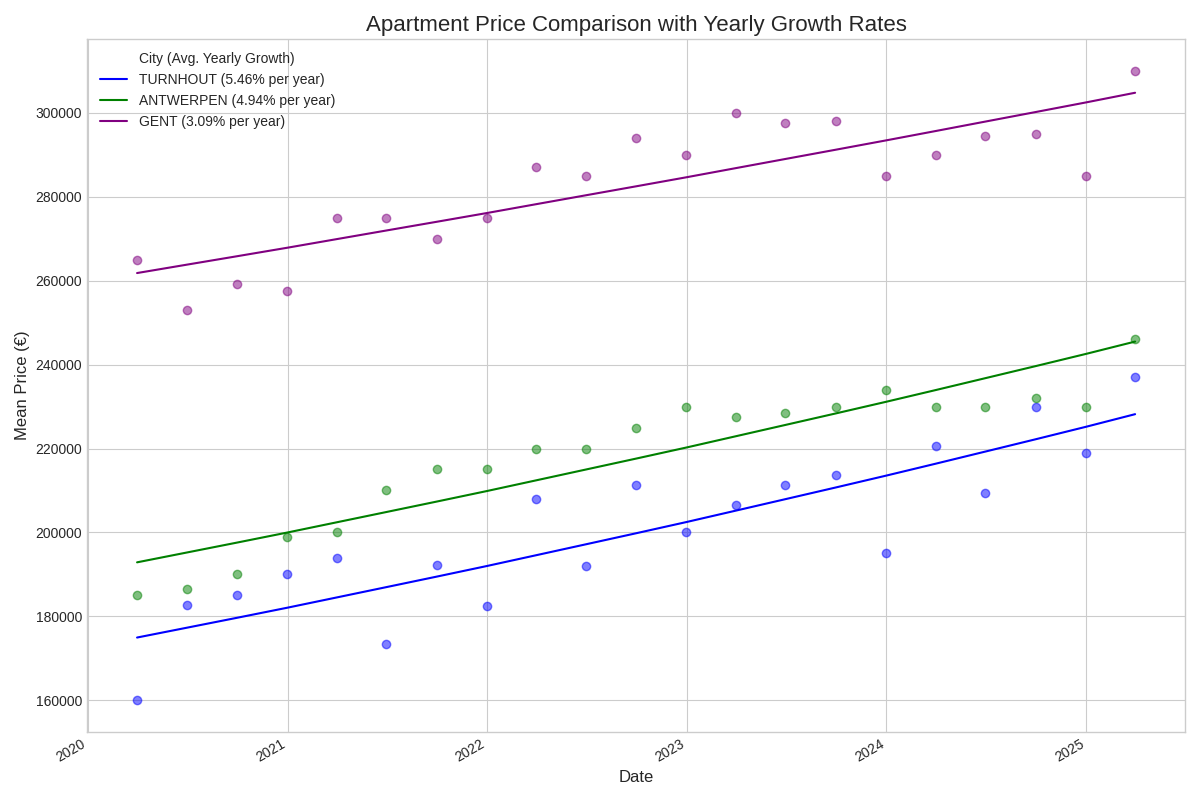 Apartment Price Comparison with Yearly Growth Rates
City (Avg. Yearly Growth)
TURNHOUT (5.46% per year)
ANTWERPEN (4.94% per year)
GENT (3.09% per year)
Mean Price (€)
300000
280000
260000
240000
220000
200000
180000
160000
2020
2021
2022
2023
2024
2025
Date